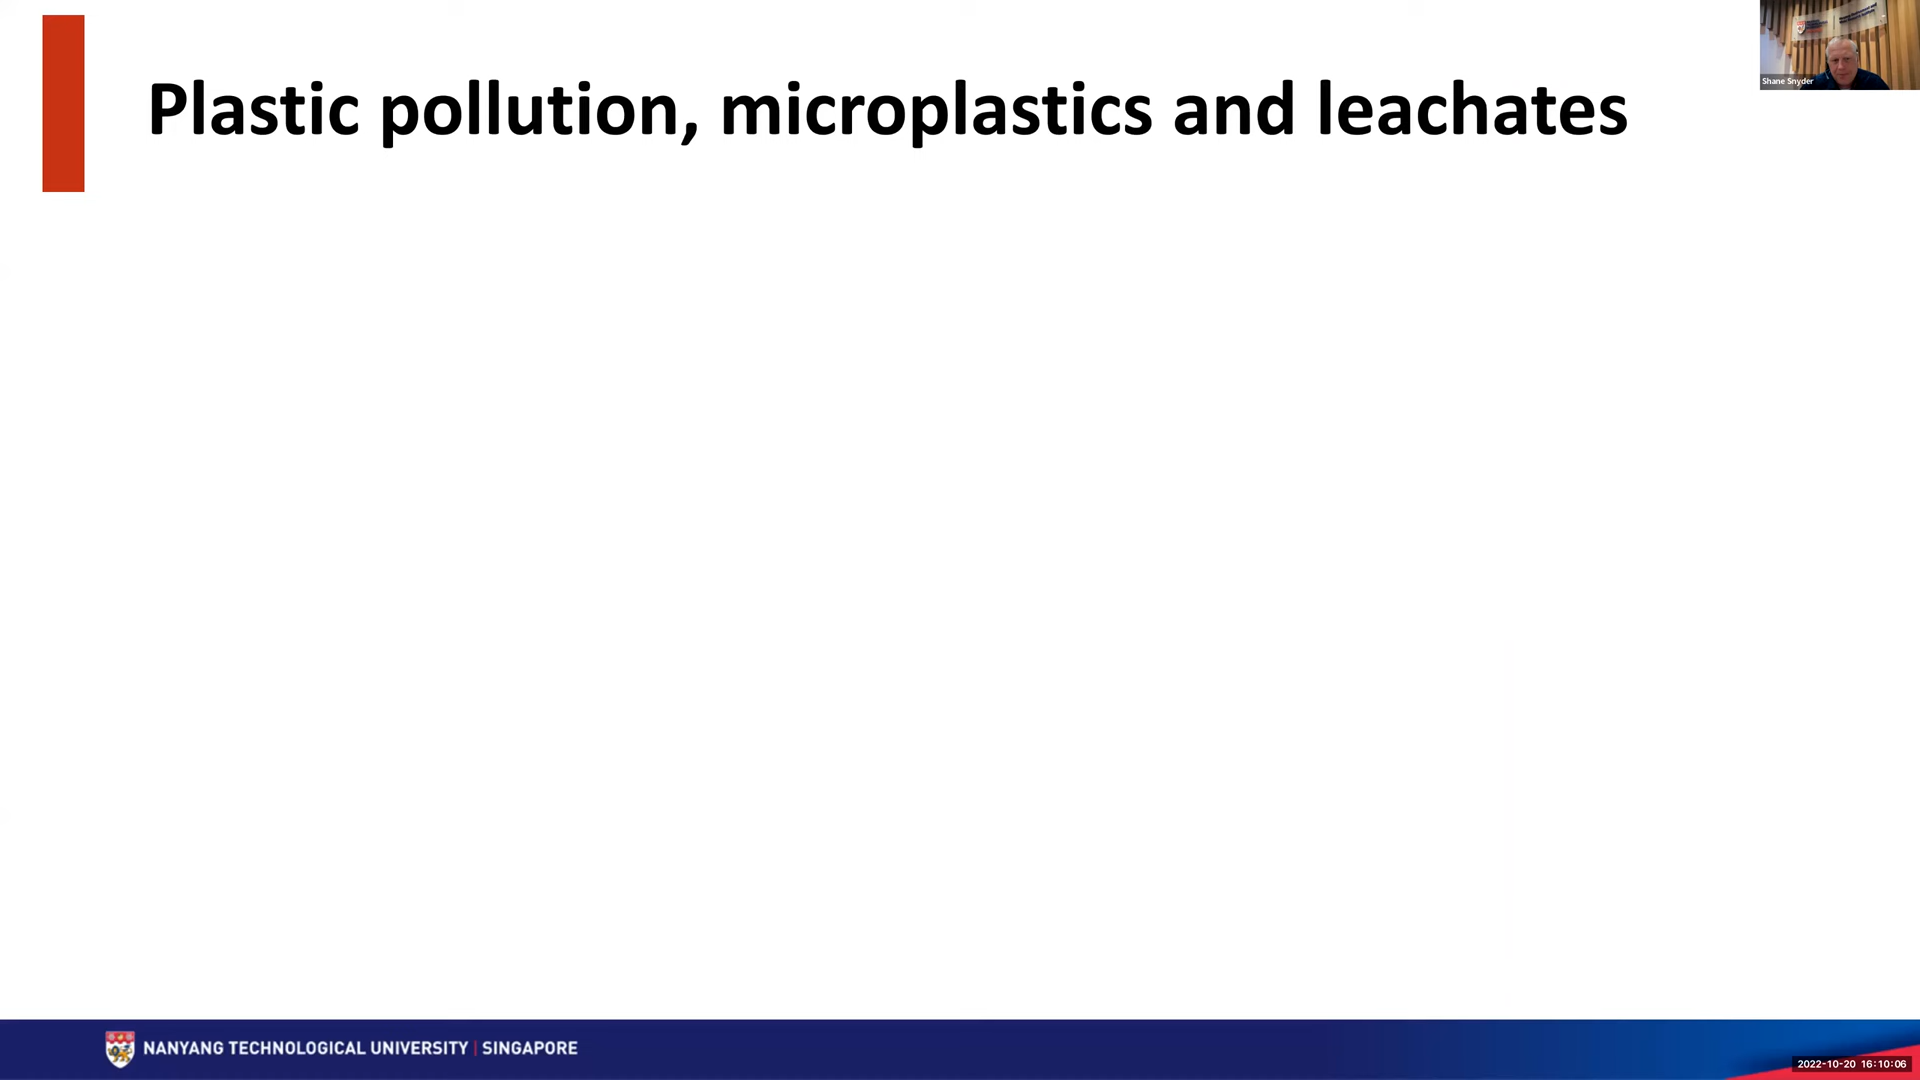 Plastic pollution, microplastics and leachates
Shane Snyder
NANYANG TECHNOLOGICAL UNIVERSITY | SINGAPORE
2022-10-20 16:10:06